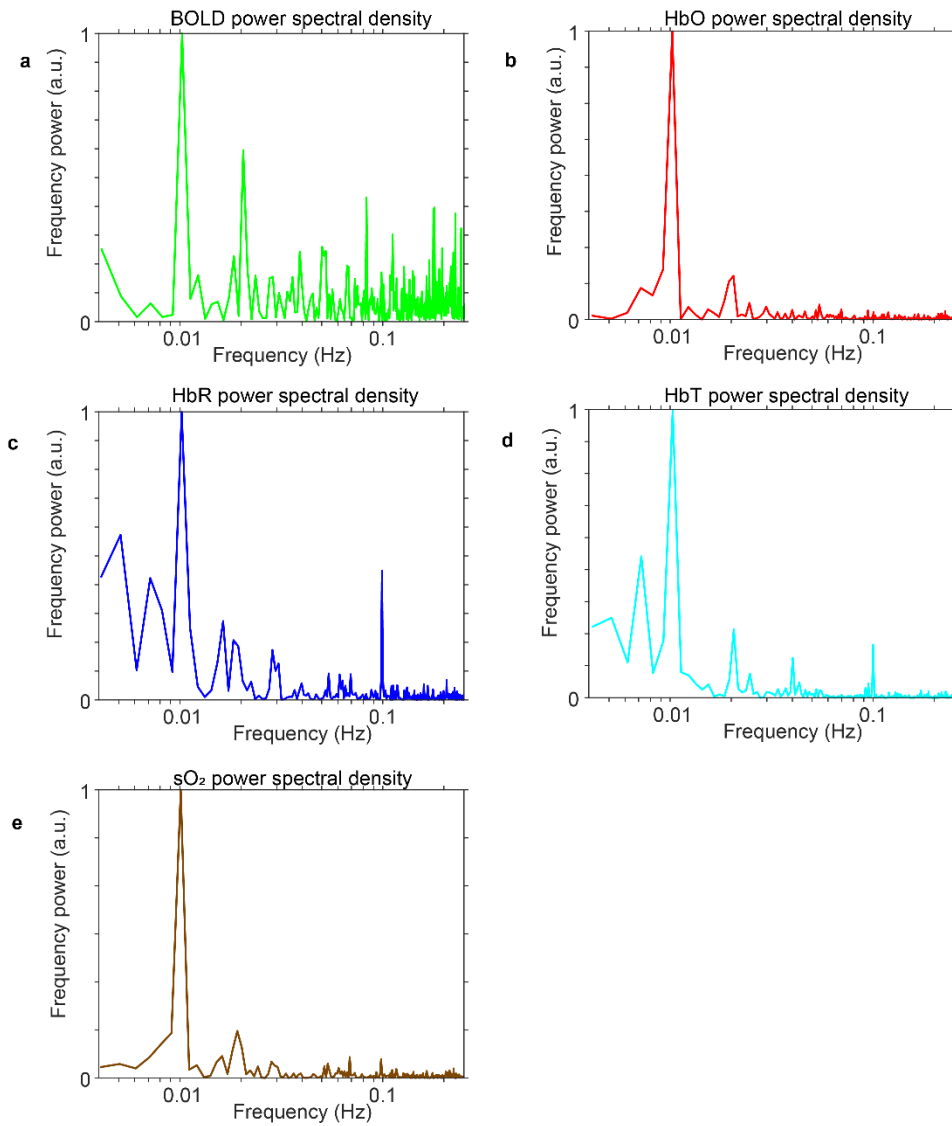 BOLD power spectral density
a
1
Frequency power (a.u.)
0
0.01
0.1
Frequency (Hz)
HbO power spectral density
b
1
Frequency power (a.u.)
0
0.01
0.1
Frequency (Hz)
HbR power spectral density
c
1
Frequency power (a.u.)
0
0.01
0.1
Frequency (Hz)
HbT power spectral density
d
1
Frequency power (a.u.)
0
0.01
0.1
Frequency (Hz)
sO₂ power spectral density
e
1
Frequency power (a.u.)
0
0.01
0.1
Frequency (Hz)